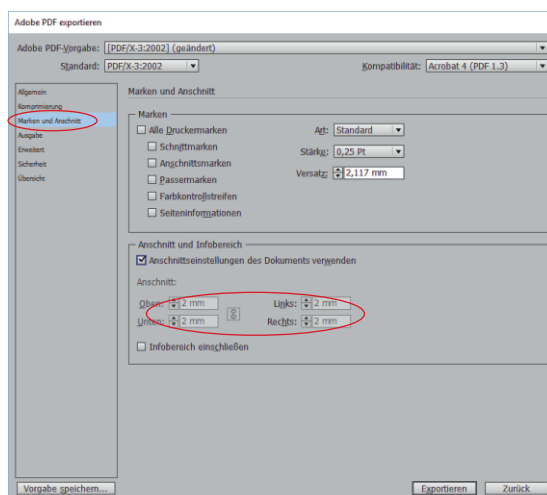 Adobe PDF exportieren
Adobe PDF-Vorgabe: [PDF/X-3:2002] (geändert)
Standard: PDF/X-3:2002 Kompatibilität: Acrobat 4 (PDF 1.3)
Allgemein
Komprimierung
Marken und Anschnitt
Ausgabe
Erweitert
Sicherheit
Übersicht
Marken und Anschnitt
Marken
Alle Druckermarken Art: Standard
Schnittmarken Stärke: 0,25 Pt
Anschnittsmarken Versatz: 2,117 mm
Passermarken
Farbkontrollstreifen
Seiteninformationen
Anschnitt und Infobereich
Anschnittseinstellungen des Dokuments verwenden
Anschnitt:
Oben: 2 mm Links: 2 mm
Unten: 2 mm Rechts: 2 mm
Infobereich einschließen
Vorgabe speichern... Exportieren Zurück